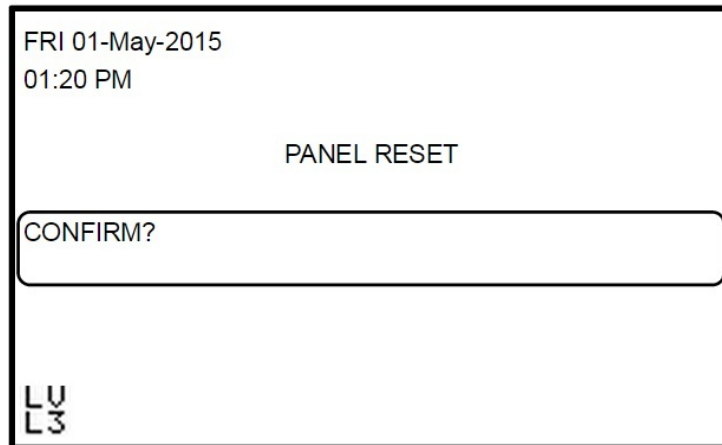 FRI 01-May-2015
01:20 PM
PANEL RESET
CONFIRM?
LV
L3